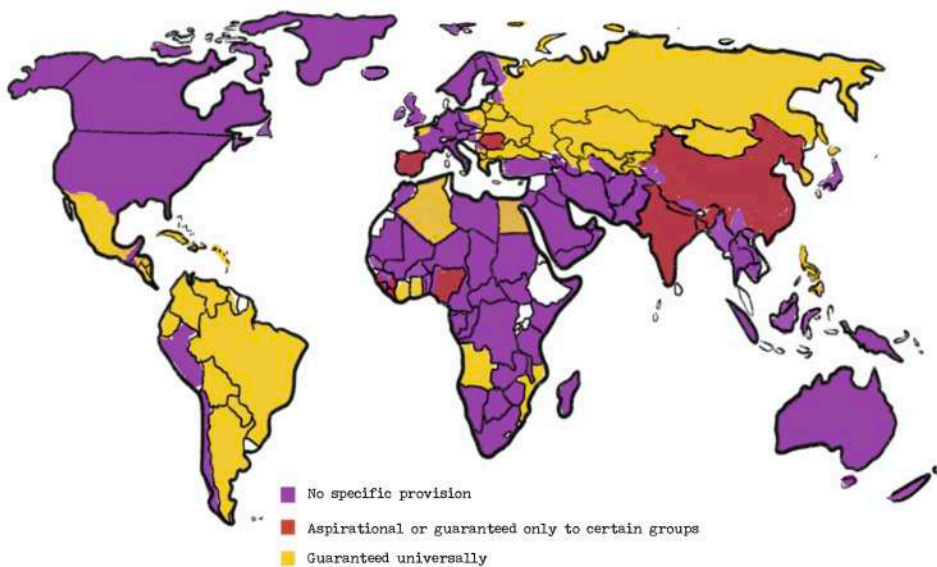 No specific provision
Aspirational or guaranteed only to certain groups
Guaranteed universally